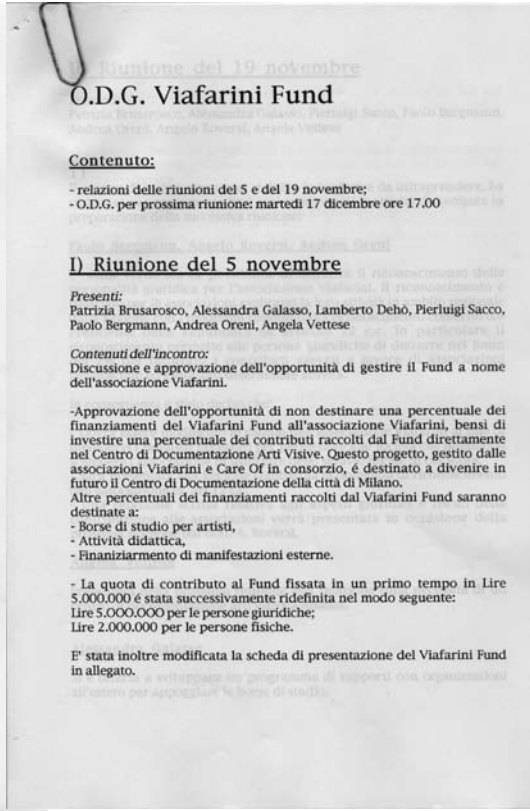 O.D.G. Viafarini Fund
Contenuto:
- relazioni delle riunioni del 5 e del 19 novembre;
- O.D.G. per prossima riunione: martedì 17 dicembre ore 17.00
I) Riunione del 5 novembre
Presenti:
Patrizia Brusarosco, Alessandra Galasso, Lamberto Dehò, Pierluigi Sacco,
Paolo Bergmann, Andrea Oreni, Angela Vettese
Contenuti dell'incontro:
Discussione e approvazione dell'opportunità di gestire il Fund a nome
dell'associazione Viafarini.
-Approvazione dell'opportunità di non destinare una percentuale dei
finanziamenti del Viafarini Fund all'associazione Viafarini, bensì di
investire una percentuale dei contributi raccolti dal Fund direttamente
nel Centro di Documentazione Arti Visive. Questo progetto, gestito dalle
associazioni Viafarini e Care Of in consorzio, é destinato a divenire in
futuro il Centro di Documentazione della città di Milano.
Altre percentuali dei finanziamenti raccolti dal Viafarini Fund saranno
destinate a:
- Borse di studio per artisti,
- Attività didattica,
- Finaniziarmento di manifestazioni esterne.
- La quota di contributo al Fund fissata in un primo tempo in Lire
5.000.000 é stata successivamente ridefinita nel modo seguente:
Lire 5.000.000 per le persone giuridiche;
Lire 2.000.000 per le persone fisiche.
E' stata inoltre modificata la scheda di presentazione del Viafarini Fund
in allegato.